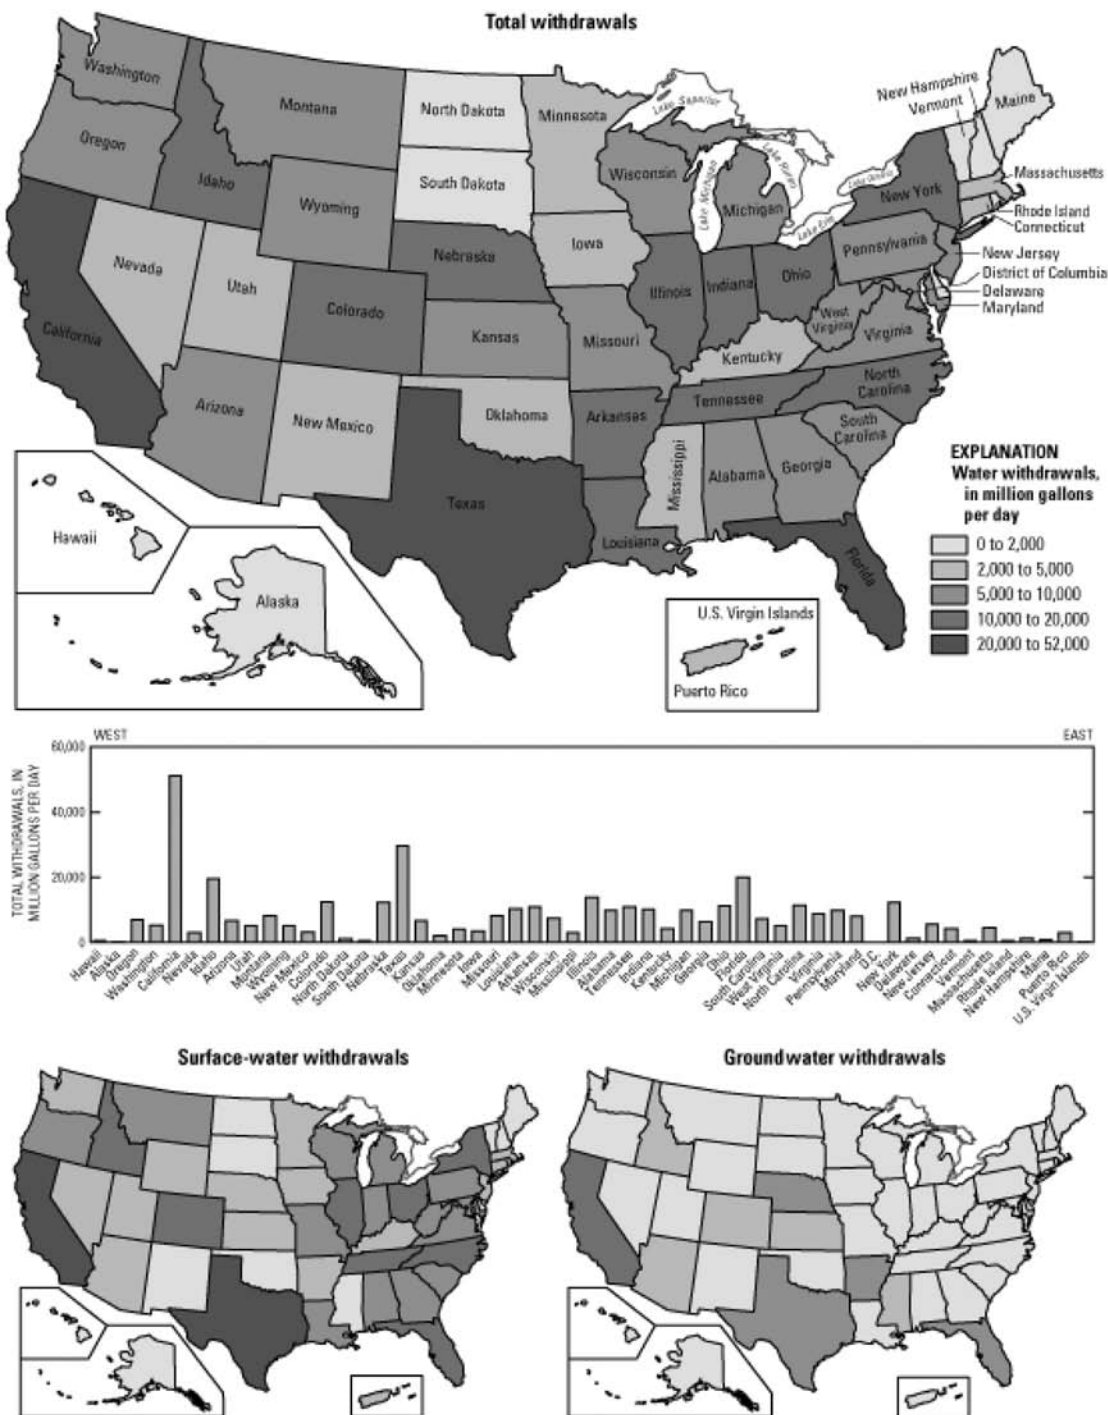 Total withdrawals
Washington
Oregon
California
Idaho
Nevada
Montana
Wyoming
Utah
Colorado
Arizona
New Mexico
North Dakota
South Dakota
Nebraska
Kansas
Oklahoma
Texas
Minnesota
Iowa
Missouri
Arkansas
Louisiana
Wisconsin
Illinois
Michigan
Indiana
Ohio
Kentucky
Tennessee
Mississippi
Alabama
Georgia
Florida
South
Carolina
North
Carolina
Virginia
West
Virginia
Pennsylvania
New York
Lake Superior
Lake Michigan
Lake Huron
Lake Erie
Lake Ontario
New Hampshire
Vermont
Maine
Massachusetts
Rhode Island
Connecticut
New Jersey
District of Columbia
Delaware
Maryland
Hawaii
Alaska
U.S. Virgin Islands
Puerto Rico
EXPLANATION
Water withdrawals,
in million gallons
per day
0 to 2,000
2,000 to 5,000
5,000 to 10,000
10,000 to 20,000
20,000 to 52,000
WEST
EAST
TOTAL WITHDRAWALS, IN
MILLION GALLONS PER DAY
60,000
40,000
20,000
0
Hawaii
Alaska
Oregon
Washington
California
Nevada
Idaho
Arizona
Utah
Montana
Wyoming
New Mexico
Colorado
North Dakota
South Dakota
Nebraska
Texas
Kansas
Oklahoma
Minnesota
Iowa
Missouri
Louisiana
Arkansas
Wisconsin
Mississippi
Illinois
Alabama
Tennessee
Indiana
Kentucky
Michigan
Georgia
Ohio
Florida
South Carolina
West Virginia
North Carolina
Virginia
Pennsylvania
Maryland
D.C.
New York
Delaware
New Jersey
Connecticut
Vermont
Massachusetts
Rhode Island
New Hampshire
Maine
Puerto Rico
U.S. Virgin Islands
Surface-water withdrawals
Groundwater withdrawals